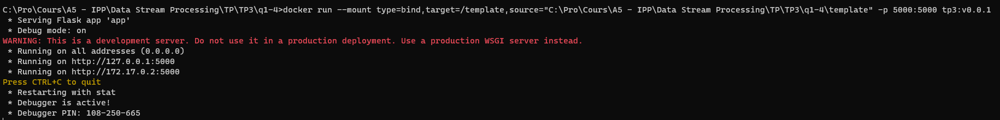 C:\Pro\Cours\A5 - IPP\Data Stream Processing\TP\TP3\q1-4>docker run --mount type=bind,target=/template,source="C:\Pro\Cours\A5 - IPP\Data Stream Processing\TP\TP3\q1-4\template" -p 5000:5000 tp3:v0.0.1
 * Serving Flask app 'app'
 * Debug mode: on
WARNING: This is a development server. Do not use it in a production deployment. Use a production WSGI server instead.
 * Running on all addresses (0.0.0.0)
 * Running on http://127.0.0.1:5000
 * Running on http://172.17.0.2:5000
Press CTRL+C to quit
 * Restarting with stat
 * Debugger is active!
 * Debugger PIN: 108-250-665